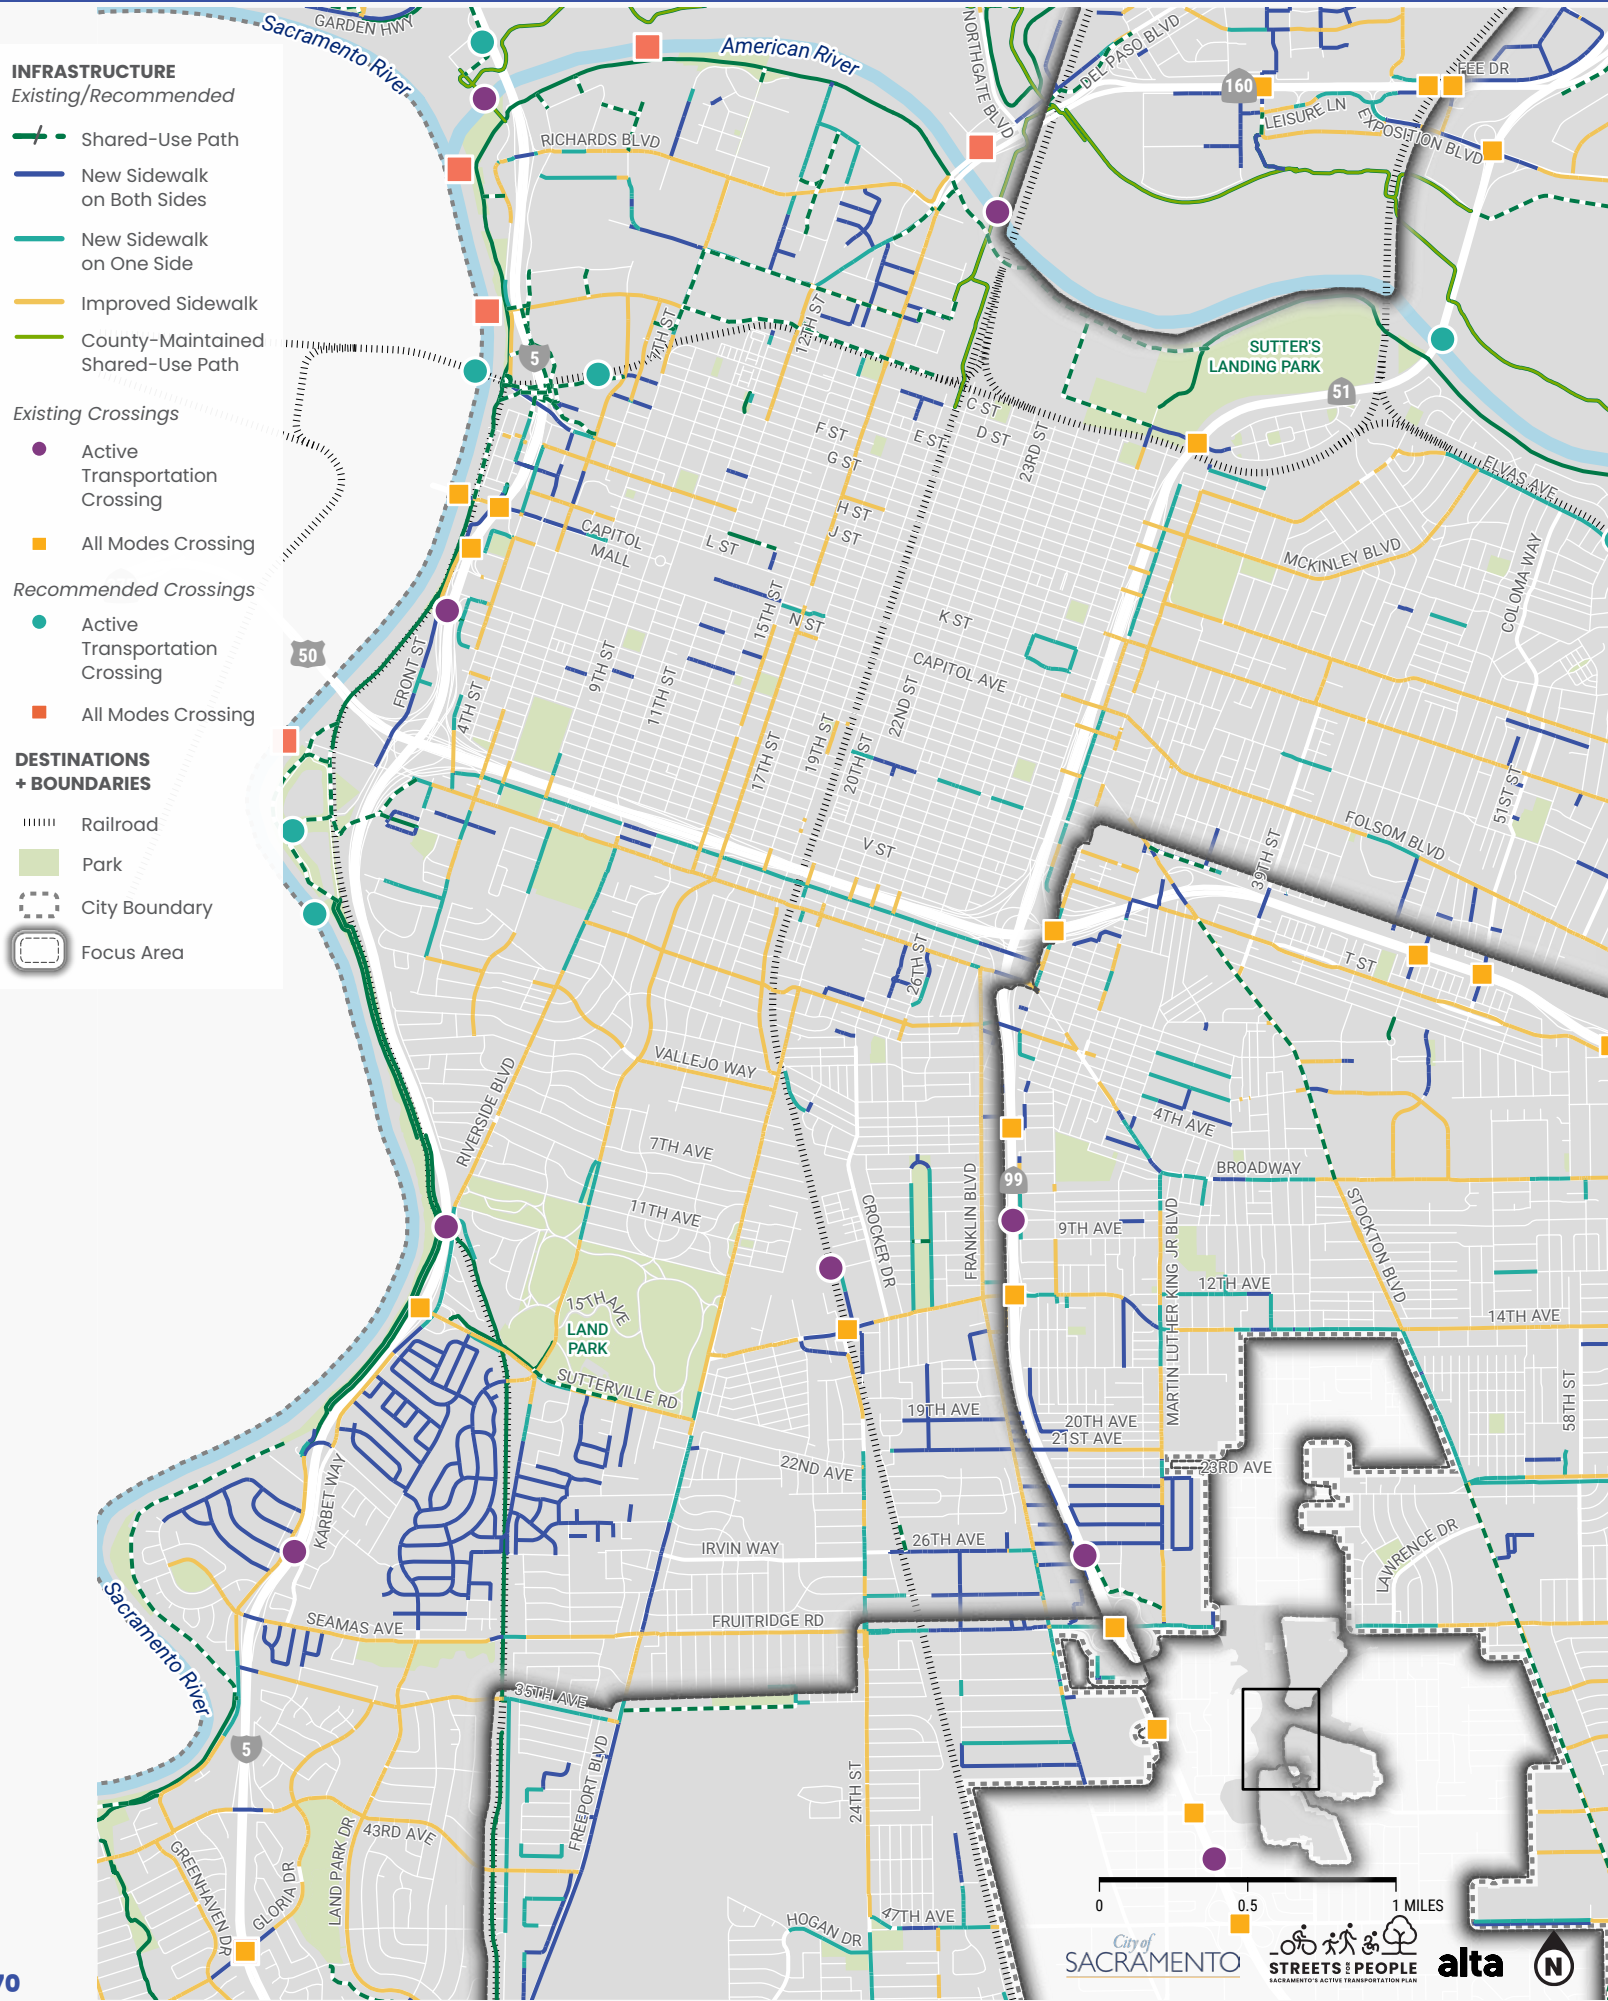 INFRASTRUCTURE
Existing/Recommended
Shared-Use Path
New Sidewalk
on Both Sides
New Sidewalk
on One Side
Improved Sidewalk
County-Maintained
Shared-Use Path
Existing Crossings
Active
Transportation
Crossing
All Modes Crossing
Recommended Crossings
Active
Transportation
Crossing
All Modes Crossing
DESTINATIONS
+ BOUNDARIES
Railroad
Park
City Boundary
Focus Area
GARDEN HWY
Sacramento River
American River
NORTHGATE BLVD
DEL PASO BLVD
160
FEE DR
LEISURE LN
EXPOSITION BLVD
RICHARDS BLVD
7TH ST
12TH ST
5
SUTTER'S
LANDING PARK
51
C ST
D ST
E ST
F ST
G ST
23RD ST
H ST
J ST
ELVAS AVE
CAPITOL
MALL
L ST
MCKINLEY BLVD
COLOMA WAY
15TH ST
N ST
K ST
50
FRONT ST
4TH ST
9TH ST
11TH ST
CAPITOL AVE
22ND ST
17TH ST
19TH ST
20TH ST
51ST ST
V ST
FOLSOM BLVD
39TH ST
26TH ST
T ST
VALLEJO WAY
RIVERSIDE BLVD
4TH AVE
7TH AVE
BROADWAY
99
11TH AVE
CROCKER DR
FRANKLIN BLVD
9TH AVE
MARTIN LUTHER KING JR BLVD
STOCKTON BLVD
12TH AVE
15TH AVE
LAND
PARK
14TH AVE
SUTTERVILLE RD
19TH AVE
20TH AVE
21ST AVE
58TH ST
22ND AVE
23RD AVE
KARBET WAY
IRVIN WAY
26TH AVE
LAWRENCE DR
Sacramento River
SEAMAS AVE
FRUITRIDGE RD
35TH AVE
5
FREEPORT BLVD
24TH ST
43RD AVE
LAND PARK DR
GREENHAVEN DR
GLORIA DR
HOGAN DR
47TH AVE
0
0.5
1 MILES
City of
SACRAMENTO
STREETS FOR PEOPLE
SACRAMENTO'S ACTIVE TRANSPORTATION PLAN
alta
N
70